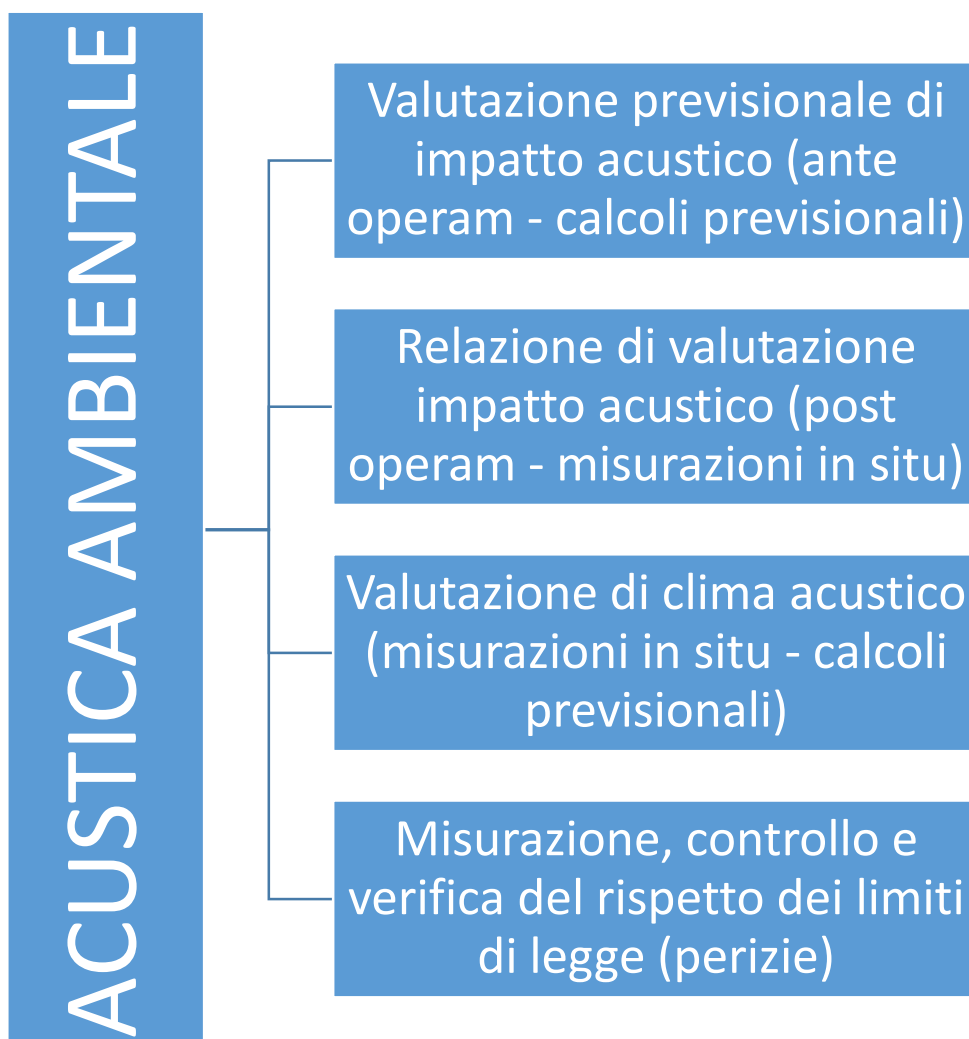 ACUSTICA AMBIENTALE
Valutazione previsionale di
impatto acustico (ante
operam - calcoli previsionali)
Relazione di valutazione
impatto acustico (post
operam - misurazioni in situ)
Valutazione di clima acustico
(misurazioni in situ - calcoli
previsionali)
Misurazione, controllo e
verifica del rispetto dei limiti
di legge (perizie)